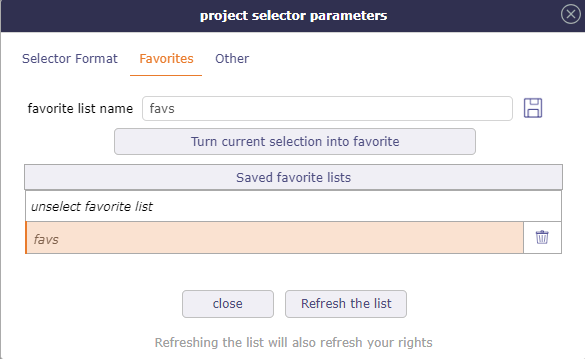 project selector parameters
Selector Format Favorites Other
favorite list name favs
Turn current selection into favorite
Saved favorite lists
unselect favorite list
favs
close Refresh the list
Refreshing the list will also refresh your rights